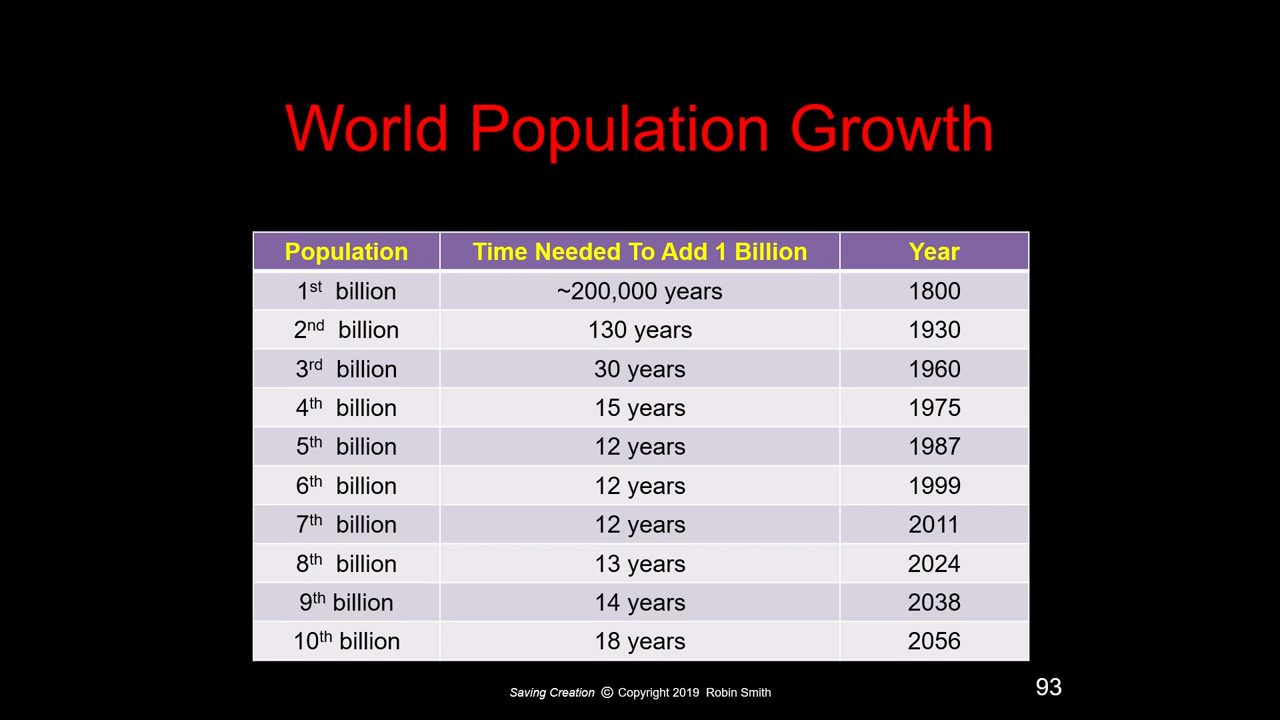 World Population Growth
Population Time Needed To Add 1 Billion Year
1st billion ~200,000 years 1800
2nd billion 130 years 1930
3rd billion 30 years 1960
4th billion 15 years 1975
5th billion 12 years 1987
6th billion 12 years 1999
7th billion 12 years 2011
8th billion 13 years 2024
9th billion 14 years 2038
10th billion 18 years 2056
Saving Creation © Copyright 2019 Robin Smith
93